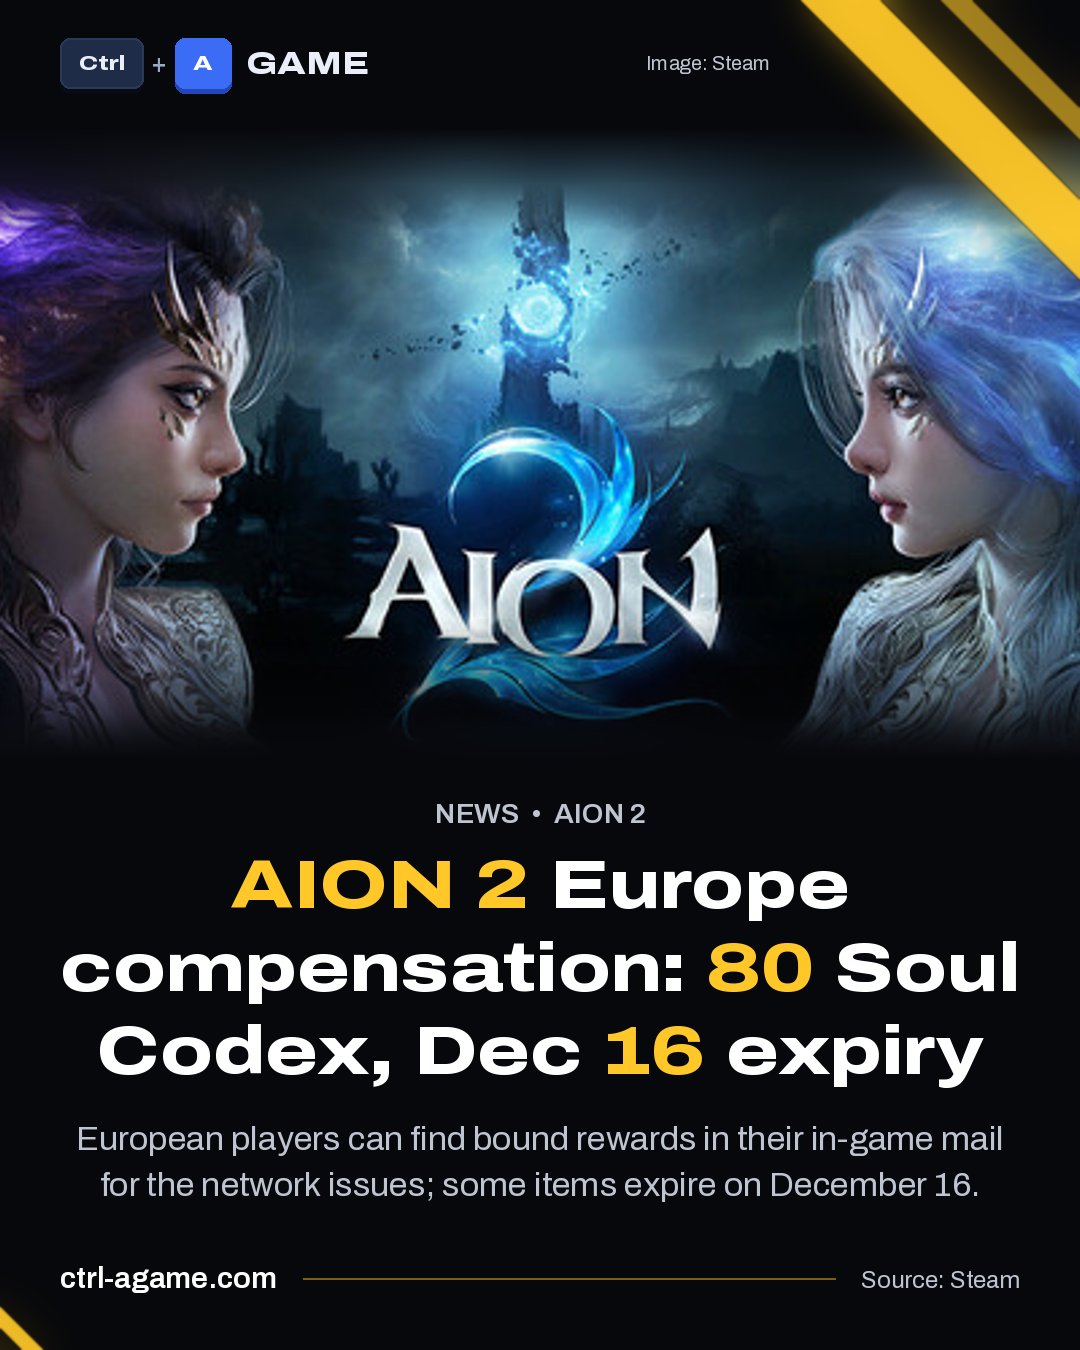 Ctrl + A GAME
Image: Steam
2
AION
NEWS • AION 2
AION 2 Europe
compensation: 80 Soul
Codex, Dec 16 expiry
European players can find bound rewards in their in-game mail
for the network issues; some items expire on December 16.
ctrl-agame.com
Source: Steam